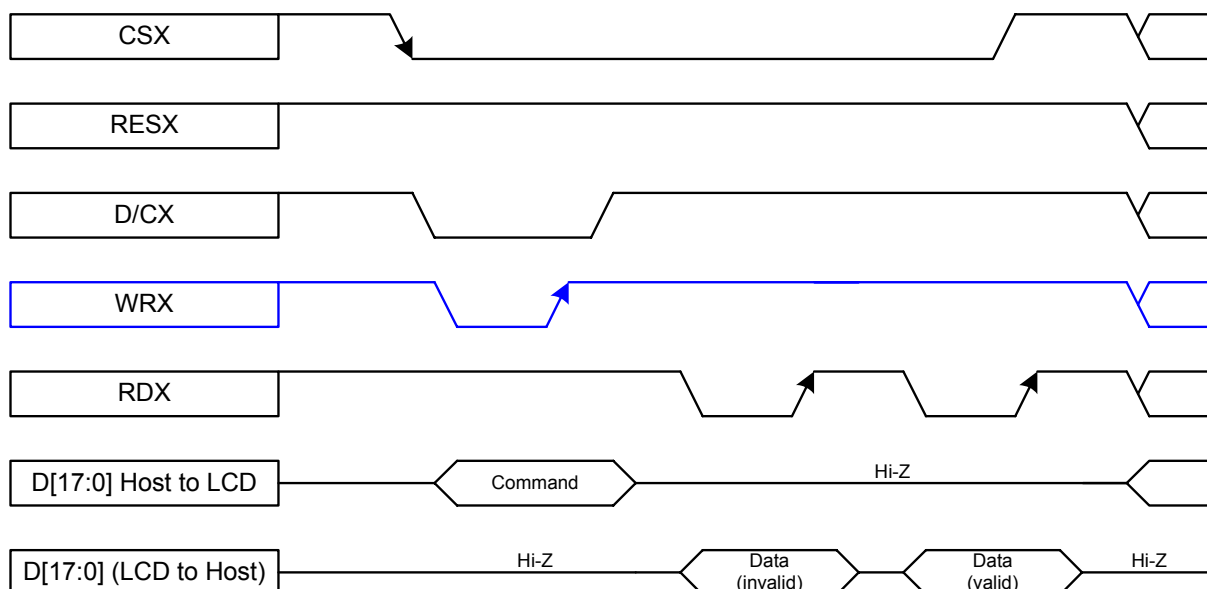 CSX
RESX
D/CX
WRX
RDX
D[17:0] Host to LCD
Command
Hi-Z
D[17:0] (LCD to Host)
Hi-Z
Data
(invalid)
Data
(valid)
Hi-Z